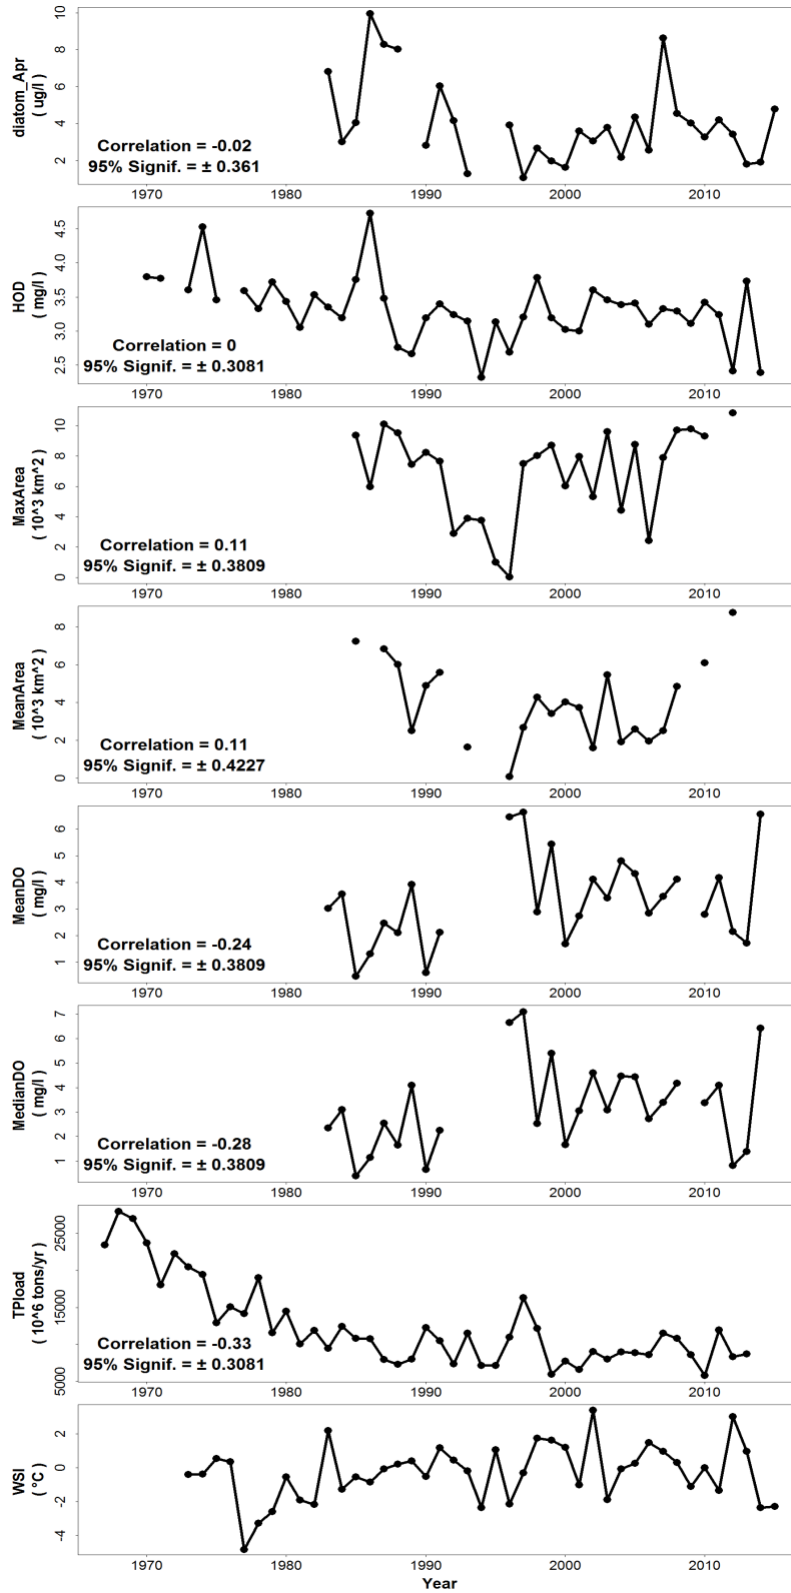 diatom_Apr
( ug/l )
10
8
6
4
2
Correlation = -0.02
95% Signif. = ± 0.361
1970 1980 1990 2000 2010
HOD
( mg/l )
4.5
4.0
3.5
3.0
2.5
Correlation = 0
95% Signif. = ± 0.3081
1970 1980 1990 2000 2010
MaxArea
( 10^3 km^2 )
10
8
6
4
2
0
Correlation = 0.11
95% Signif. = ± 0.3809
1970 1980 1990 2000 2010
MeanArea
( 10^3 km^2 )
8
6
4
2
0
Correlation = 0.11
95% Signif. = ± 0.4227
1970 1980 1990 2000 2010
MeanDO
( mg/l )
6
5
4
3
2
1
Correlation = -0.24
95% Signif. = ± 0.3809
1970 1980 1990 2000 2010
MedianDO
( mg/l )
7
6
5
4
3
2
1
Correlation = -0.28
95% Signif. = ± 0.3809
1970 1980 1990 2000 2010
TPload
( 10^6 tons/yr )
25000
15000
5000
Correlation = -0.33
95% Signif. = ± 0.3081
1970 1980 1990 2000 2010
WSI
( °C )
2
0
-2
-4
1970 1980 1990 2000 2010
Year